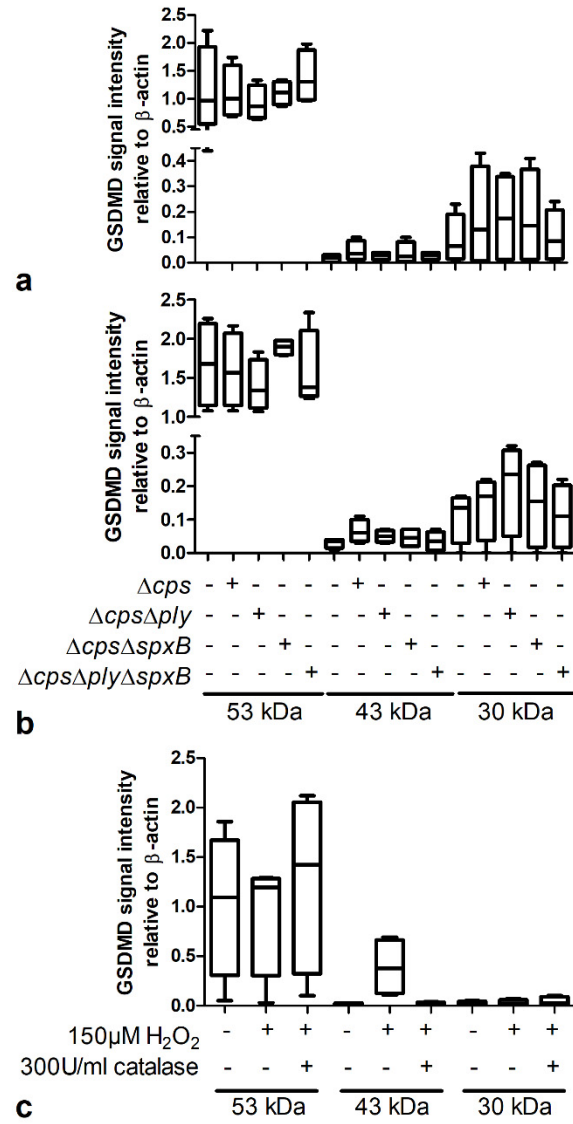 GSDMD signal intensity
relative to β-actin
2.5
2.0
1.5
1.0
0.5
0.4
0.3
0.2
0.1
0.0
a
GSDMD signal intensity
relative to β-actin
2.5
2.0
1.5
1.0
0.3
0.2
0.1
0.0
Δcps - + - - - - + - - - - + - - -
ΔcpsΔply - - + - - - - + - - - - + - -
ΔcpsΔspxB - - - + - - - - + - - - - + -
ΔcpsΔplyΔspxB - - - - + - - - - + - - - - +
53 kDa 43 kDa 30 kDa
b
GSDMD signal intensity
relative to β-actin
2.5
2.0
1.5
1.0
0.5
0.0
150µM H₂O₂ - + + - + + - + +
300U/ml catalase - - + - - + - - +
53 kDa 43 kDa 30 kDa
c